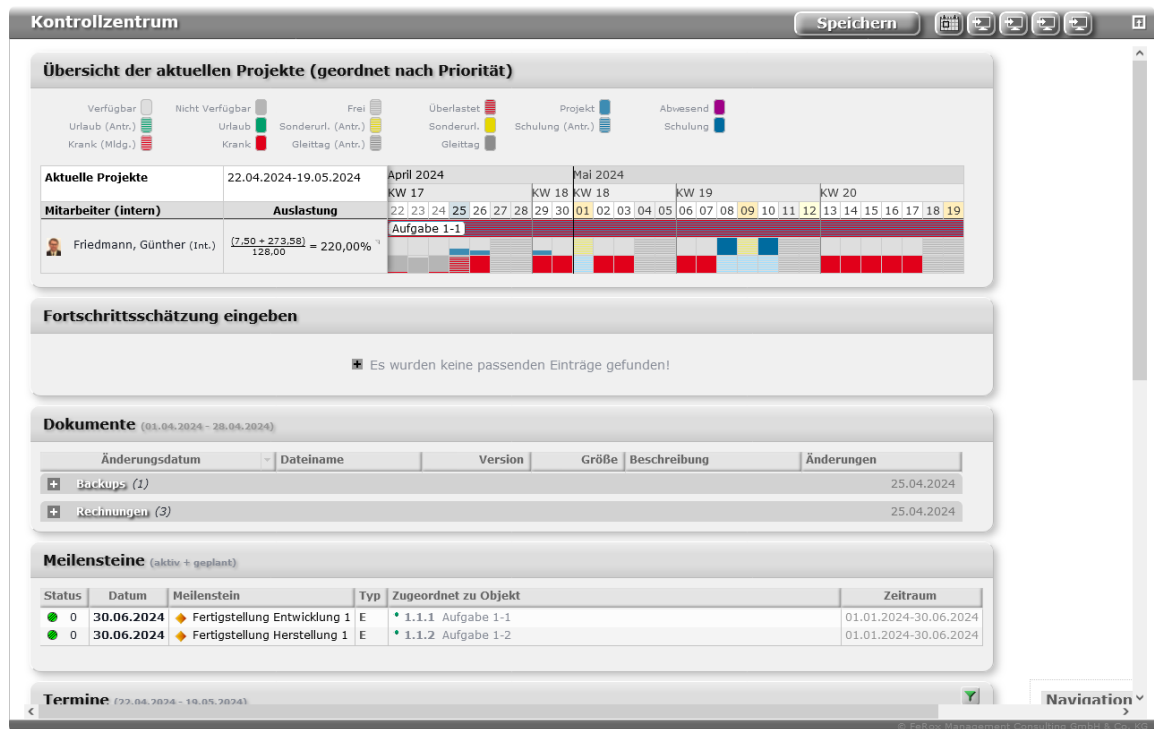 Kontrollzentrum
Speichern
Übersicht der aktuellen Projekte (geordnet nach Priorität)
Verfügbar Nicht Verfügbar Frei Überlastet Projekt Abwesend
Urlaub (Antr.) Urlaub Sonderurl. (Antr.) Sonderurl. Schulung (Antr.) Schulung
Krank (Mldg.) Krank Gleittag (Antr.) Gleittag
Aktuelle Projekte 22.04.2024-19.05.2024 April 2024 Mai 2024
KW 17 KW 18 KW 18 KW 19 KW 20
Mitarbeiter (intern) Auslastung 22 23 24 25 26 27 28 29 30 01 02 03 04 05 06 07 08 09 10 11 12 13 14 15 16 17 18 19
Aufgabe 1-1
Friedmann, Günther (Int.) (7,50 + 273,58) = 220,00%
128,00
Fortschrittsschätzung eingeben
Es wurden keine passenden Einträge gefunden!
Dokumente (01.04.2024 - 28.04.2024)
Änderungsdatum Dateiname Version Größe Beschreibung Änderungen
Backups (1) 25.04.2024
Rechnungen (3) 25.04.2024
Meilensteine (aktiv + geplant)
Status Datum Meilenstein Typ Zugeordnet zu Objekt Zeitraum
0 30.06.2024 Fertigstellung Entwicklung 1 E 1.1.1 Aufgabe 1-1 01.01.2024-30.06.2024
0 30.06.2024 Fertigstellung Herstellung 1 E 1.1.2 Aufgabe 1-2 01.01.2024-30.06.2024
Termine (22.04.2024 - 19.05.2024)
Navigation
© FeRox Management Consulting GmbH & Co. KG